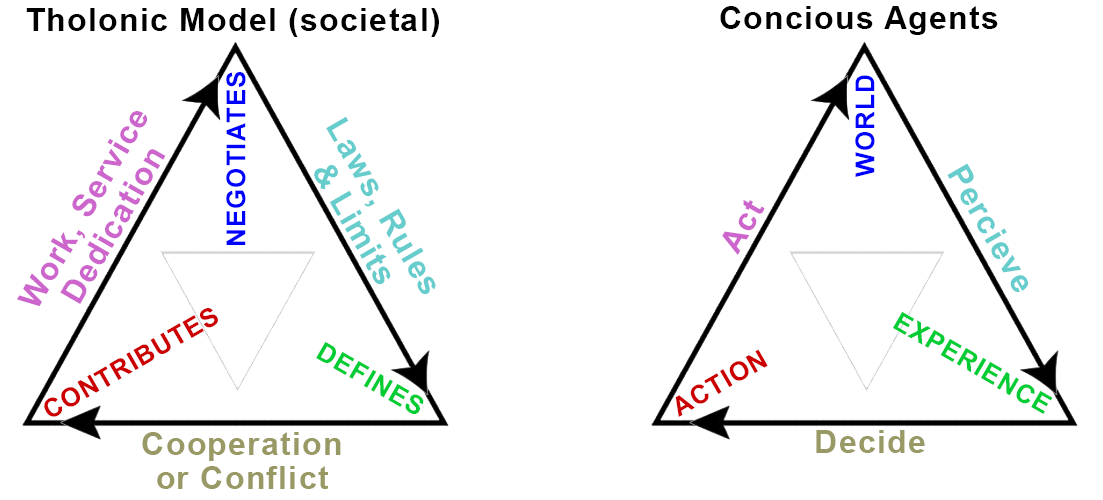 Tholonic Model (societal)
Work, Service
Dedication
NEGOTIATES
Laws, Rules
& Limits
CONTRIBUTES
DEFINES
Cooperation
or Conflict
Concious Agents
Act
WORLD
Percieve
ACTION
EXPERIENCE
Decide